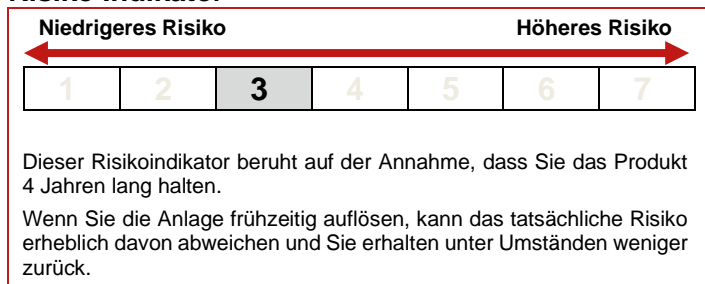 Niedrigeres Risiko Höheres Risiko
1 2 3 4 5 6 7
Dieser Risikoindikator beruht auf der Annahme, dass Sie das Produkt
4 Jahren lang halten.
Wenn Sie die Anlage frühzeitig auflösen, kann das tatsächliche Risiko
erheblich davon abweichen und Sie erhalten unter Umständen weniger
zurück.